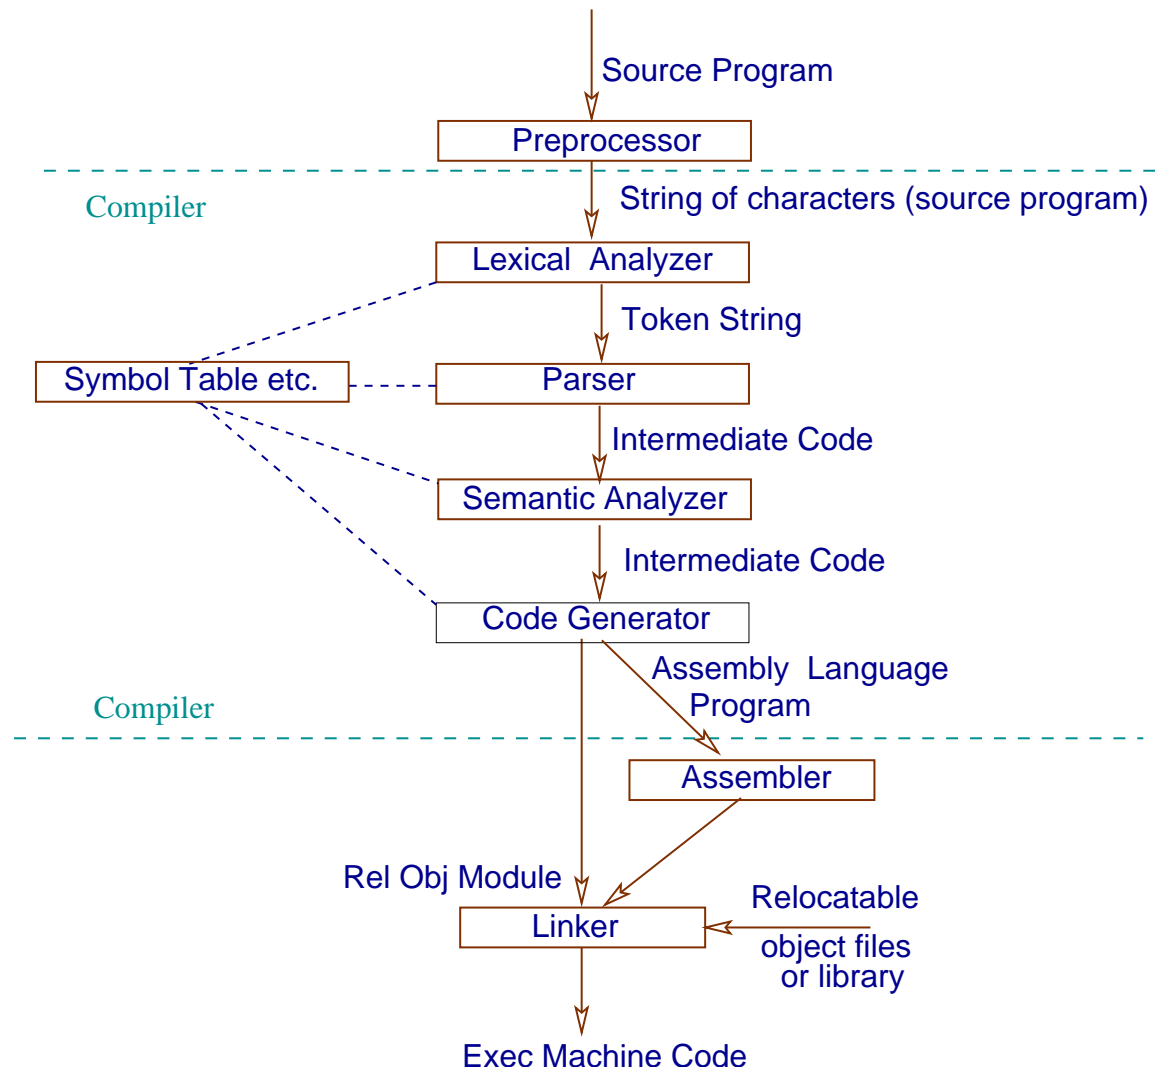 Source Program
Preprocessor
Compiler
String of characters (source program)
Lexical Analyzer
Token String
Symbol Table etc.
Parser
Intermediate Code
Semantic Analyzer
Intermediate Code
Code Generator
Assembly Language
Program
Compiler
Assembler
Rel Obj Module
Relocatable
Linker
object files
or library
Exec Machine Code